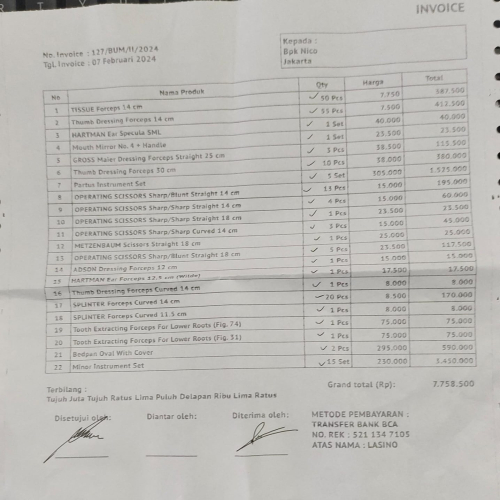 INVOICE
No. Invoice : 127/BUM/II/2024
Tgl Invoice : 07 Februari 2024
Kepada :
Bpk Nico
Jakarta
No Nama Produk Qty Harga Total
1 TISSUE Forceps 14 cm 50 Pcs 7.750 387.500
2 Thumb Dressing Forceps 14 cm 55 Pcs 7.500 412.500
3 HARTMAN Ear Specula SML 1 Set 40.000 40.000
4 Mouth Mirror No. 4 + Handle 1 Set 25.500 25.500
5 GROSS Maier Dressing Forceps Straight 25 cm 3 Pcs 38.500 115.500
6 Thumb Dressing Forceps 30 cm 10 Pcs 38.000 380.000
7 Partus Instrument Set 5 Set 505.000
8 OPERATING SCISSORS Sharp/Blunt Straight 14 cm 13 Pcs 15.000 195.000
9 OPERATING SCISSORS Sharp/Sharp Straight 14 cm 4 Pcs 15.000 60.000
10 OPERATING SCISSORS Sharp/Sharp Straight 18 cm 1 Pcs 23.500 23.500
11 OPERATING SCISSORS Sharp/Sharp Curved 14 cm 3 Pcs 15.000 45.000
12 METZENBAUM Scissors Straight 18 cm 1 Pcs 25.000 25.000
13 OPERATING SCISSORS Sharp/Blunt Straight 18 cm 5 Pcs 23.500 117.500
14 ADSON Dressing Forceps 12 cm 1 Pcs 15.000 15.000
15 HARTMAN Ear Forceps 12.5 cm (Wilde) 1 Pcs 17.500 17.500
16 Thumb Dressing Forceps Curved 14 cm 1 Pcs 8.000 8.000
17 SPLINTER Forceps Curved 14 cm 20 Pcs 8.500 170.000
18 SPLINTER Forceps Curved 11.5 cm 1 Pcs 8.000 8.000
19 Tooth Extracting Forceps For Lower Roots (Fig. 74) 1 Pcs 75.000 75.000
20 Tooth Extracting Forceps For Lower Roots (Fig. 51) 1 Pcs 75.000 75.000
21 Bedpan Oval With Cover 2 Pcs 295.000 590.000
22 Minor Instrument Set 15 Set 230.000 3.450.000
Terbilang : Grand total (Rp): 7.758.500
Tujuh Juta Tujuh Ratus Lima Puluh Delapan Ribu Lima Ratus
Disetujui oleh: Diantar oleh: Diterima oleh:
METODE PEMBAYARAN :
TRANSFER BANK BCA
NO. REK : 521 134 7105
ATAS NAMA : LASINO